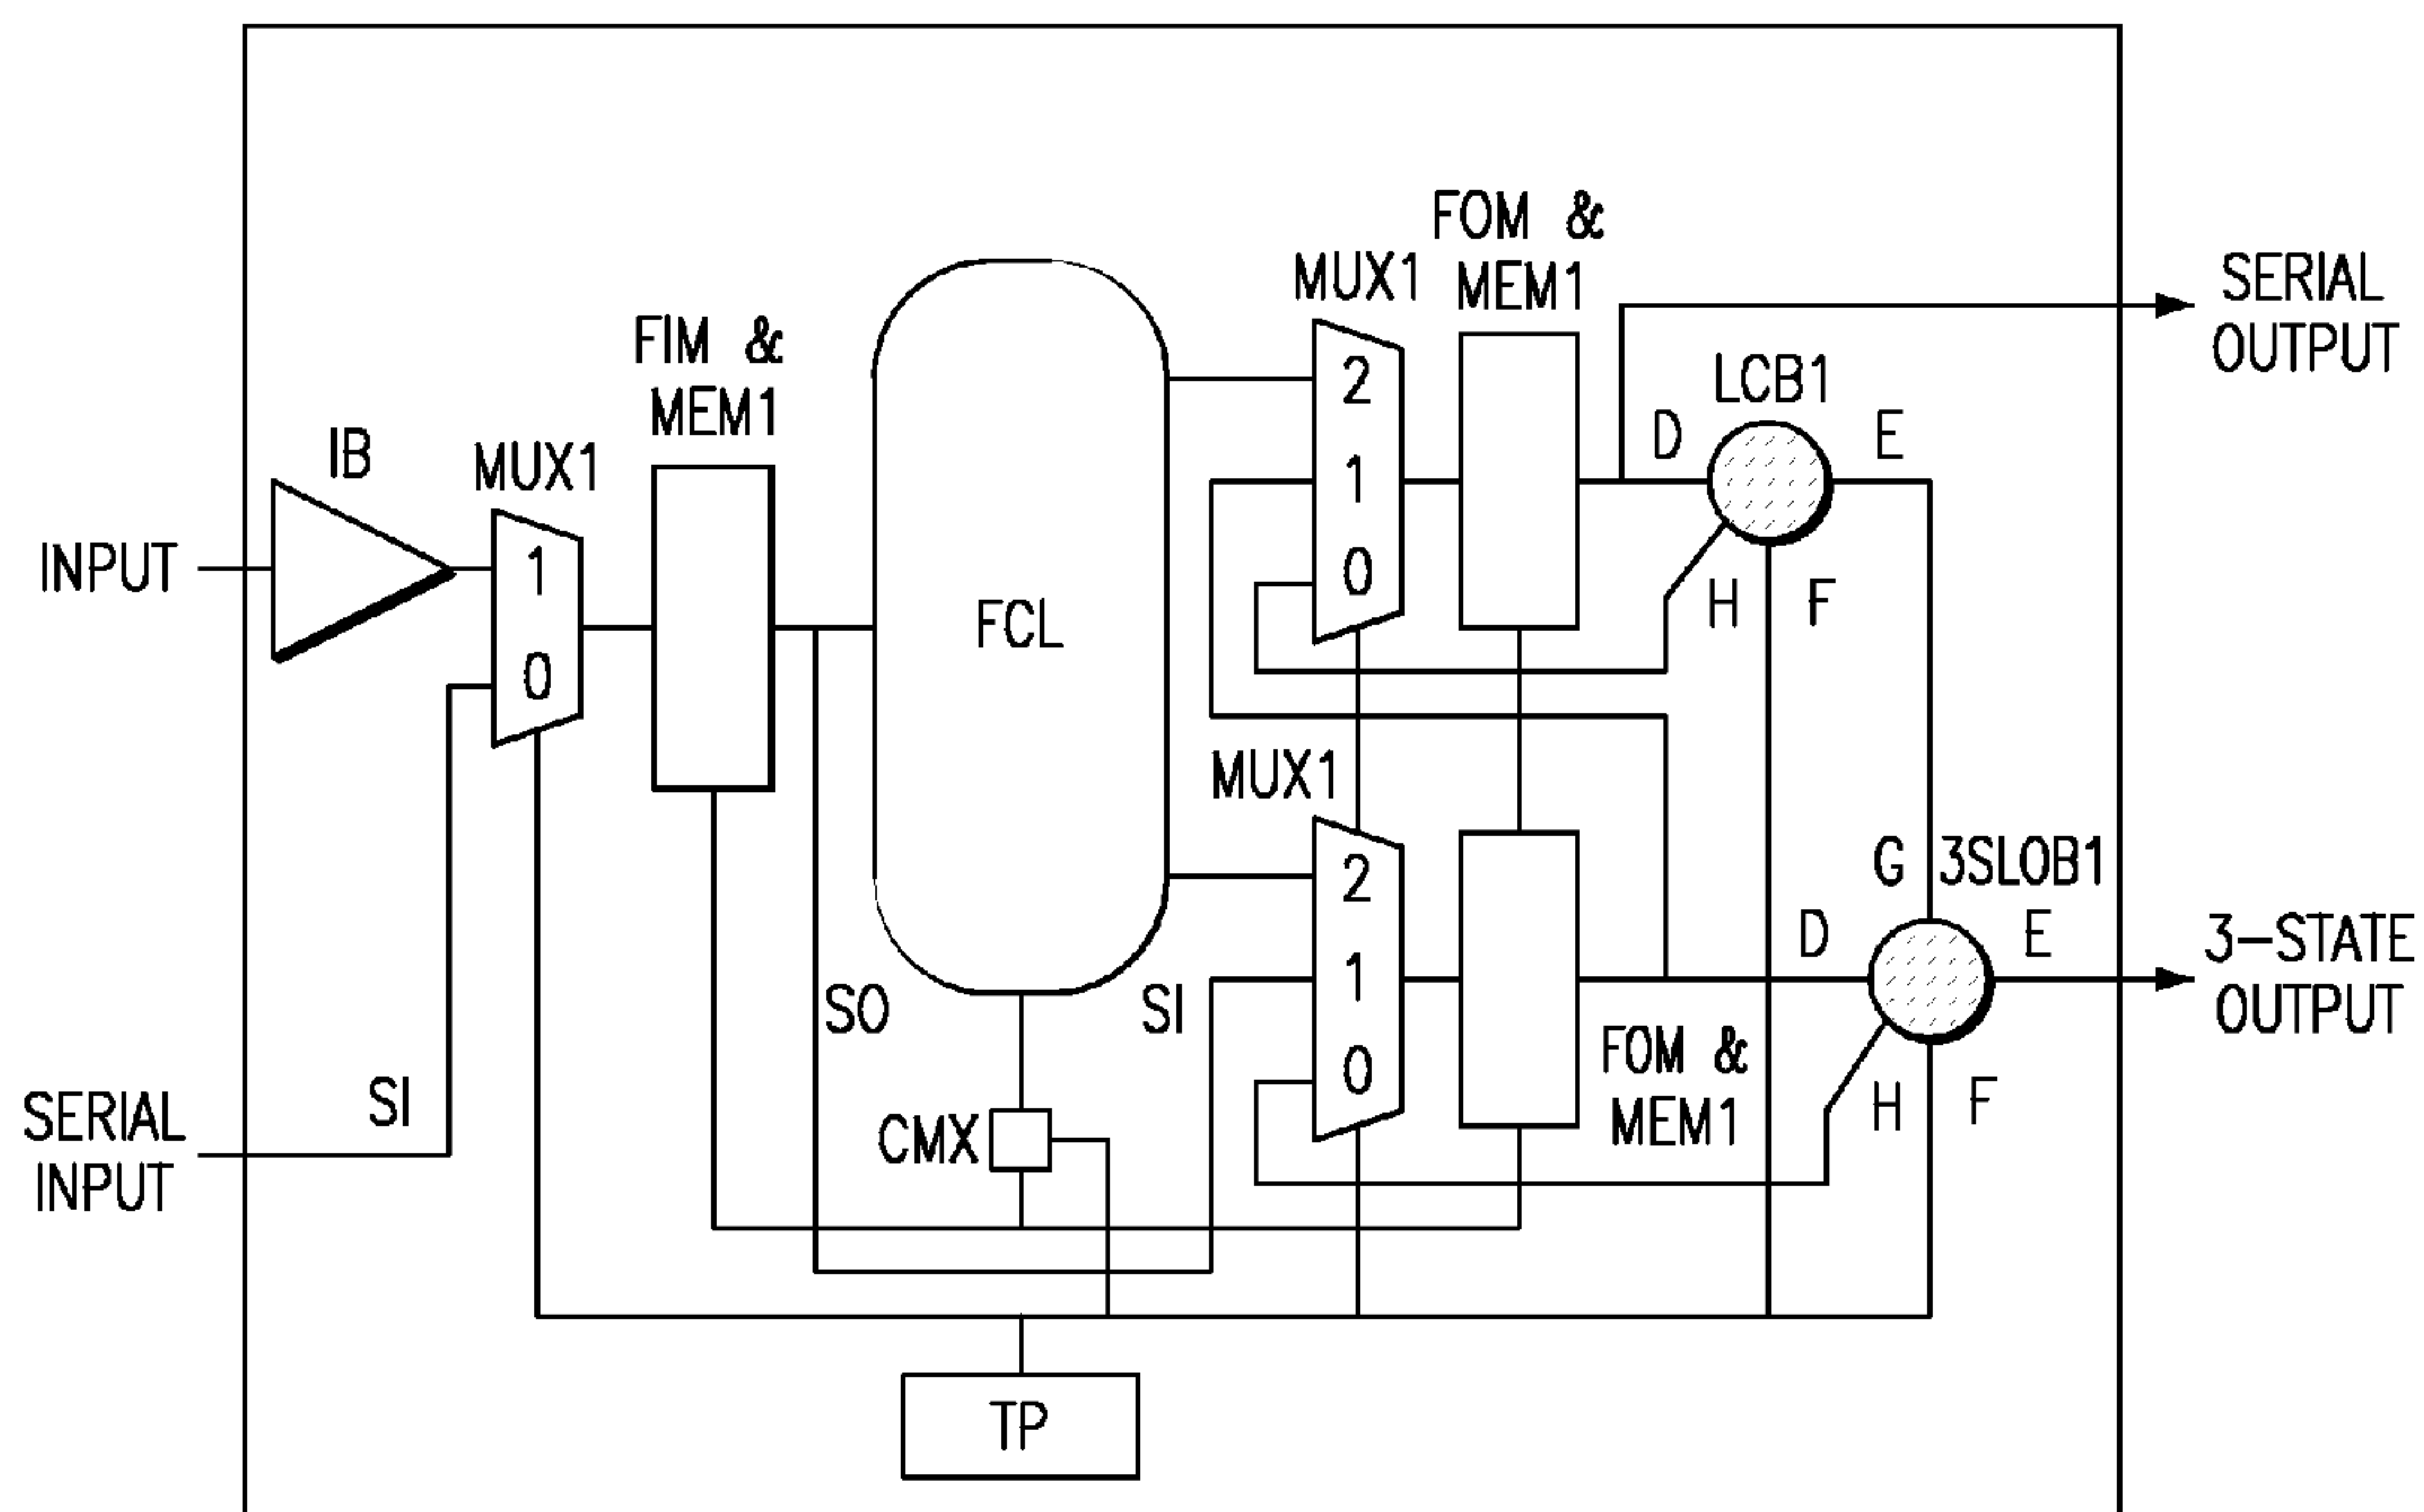 FOM &
MEM1
MUX1
SERIAL
OUTPUT
FIM &
MEM1
LCB1
D
E
IB
MUX1
2
1
0
INPUT
1
0
FCL
H
F
MUX1
G
3SLOB1
2
1
0
D
E
3-STATE
OUTPUT
SO
SI
FOM &
MEM1
SERIAL
INPUT
SI
CMX
H
F
TP